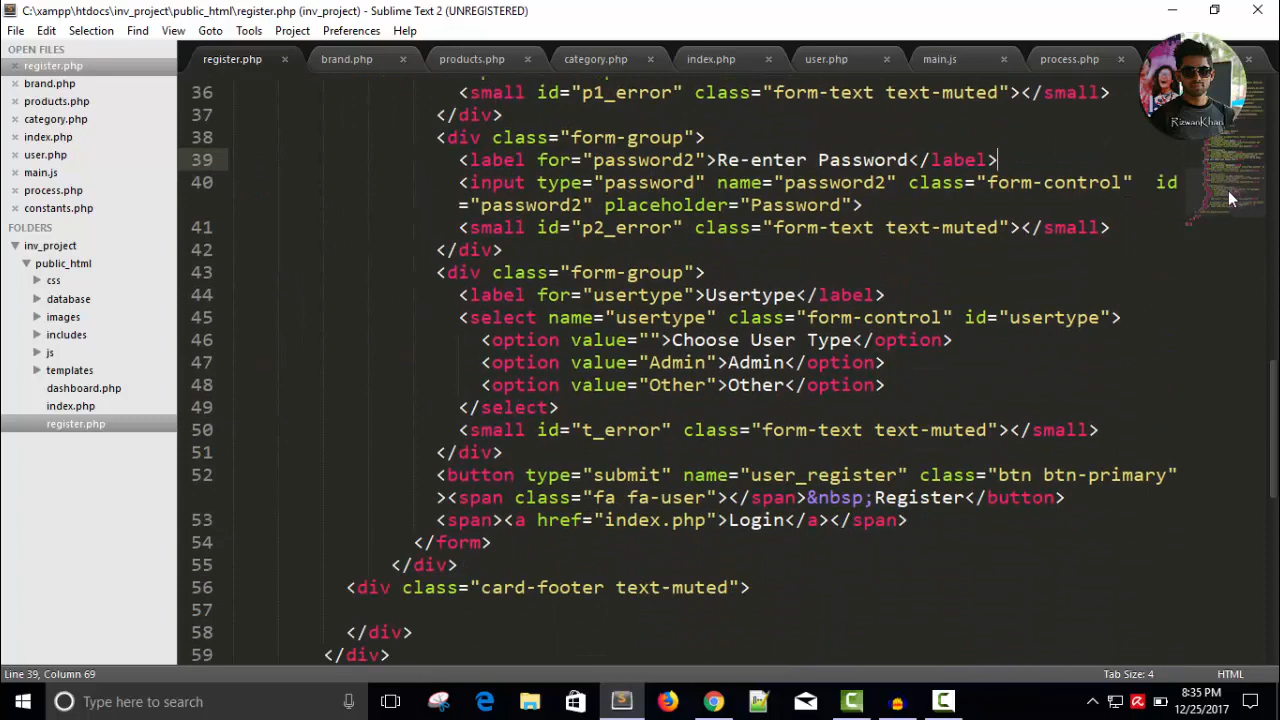 C:\xampp\htdocs\inv_project\public_html\register.php (inv_project) - Sublime Text 2 (UNREGISTERED)
File Edit Selection Find View Goto Tools Project Preferences Help
OPEN FILES
register.php
brand.php
products.php
category.php
index.php
user.php
main.js
process.php
constants.php
FOLDERS
inv_project
public_html
css
database
images
includes
js
templates
dashboard.php
index.php
register.php
register.php × brand.php × products.php × category.php × index.php × user.php × main.js × process.php × ×
RizwanKhan
36 <small id="p1_error" class="form-text text-muted"></small>
37 </div>
38 <div class="form-group">
39 <label for="password2">Re-enter Password</label>
40 <input type="password" name="password2" class="form-control" id
="password2" placeholder="Password">
41 <small id="p2_error" class="form-text text-muted"></small>
42 </div>
43 <div class="form-group">
44 <label for="usertype">Usertype</label>
45 <select name="usertype" class="form-control" id="usertype">
46 <option value="">Choose User Type</option>
47 <option value="Admin">Admin</option>
48 <option value="Other">Other</option>
49 </select>
50 <small id="t_error" class="form-text text-muted"></small>
51 </div>
52 <button type="submit" name="user_register" class="btn btn-primary"
><span class="fa fa-user"></span>&nbsp;Register</button>
53 <span><a href="index.php">Login</a></span>
54 </form>
55 </div>
56 <div class="card-footer text-muted">
57
58 </div>
59 </div>
Line 39, Column 69 Tab Size: 4 HTML
Type here to search
8:35 PM
12/25/2017